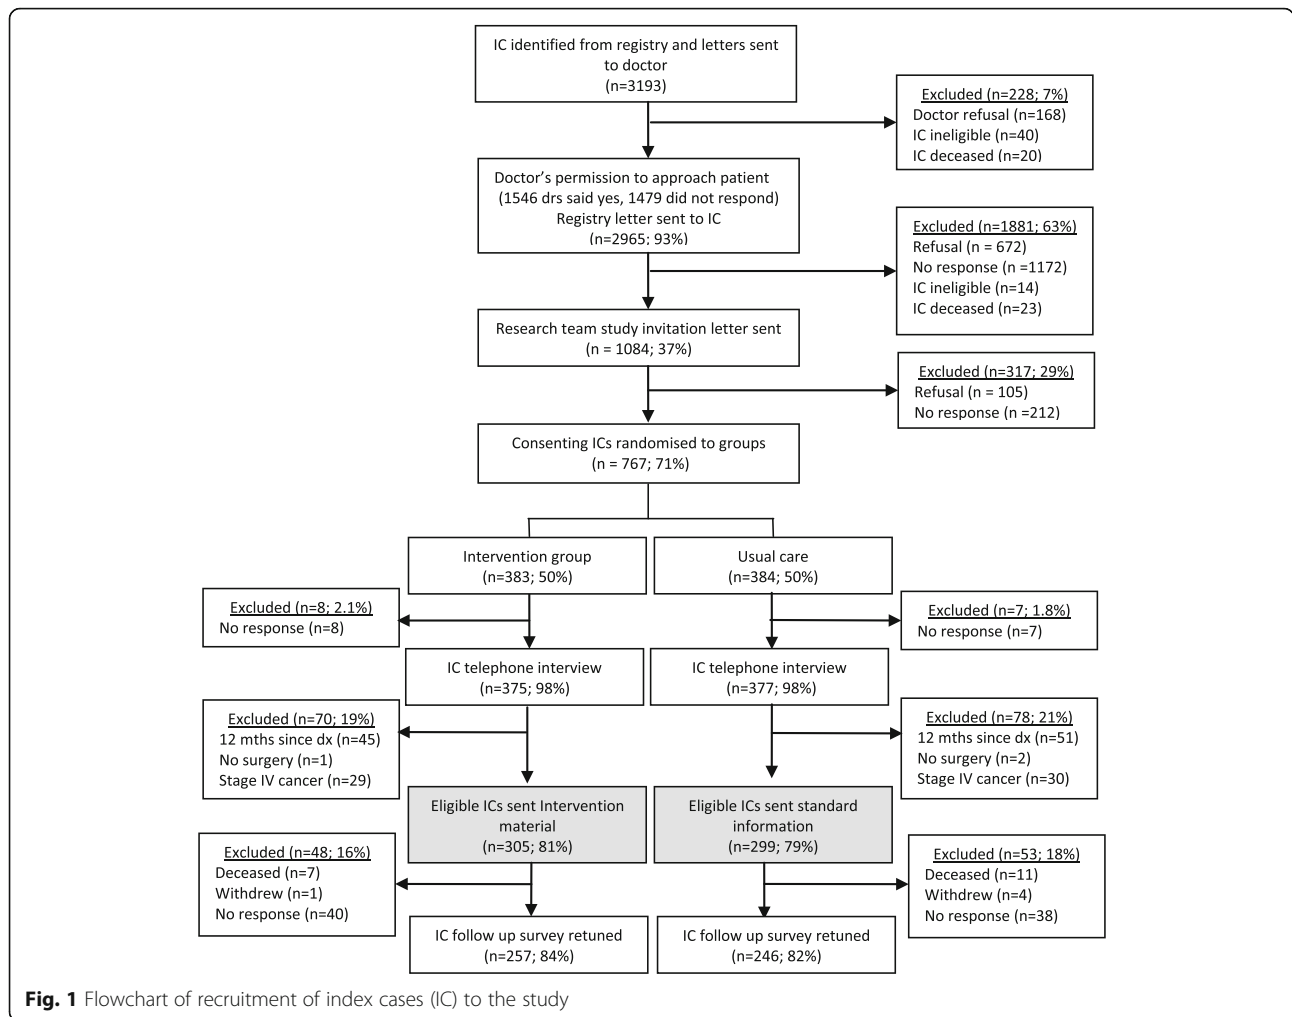 IC identified from registry and letters sent
to doctor
(n=3193)
Excluded (n=228; 7%)
Doctor refusal (n=168)
IC ineligible (n=40)
IC deceased (n=20)
Doctor's permission to approach patient
(1546 drs said yes, 1479 did not respond)
Registry letter sent to IC
(n=2965; 93%)
Excluded (n=1881; 63%)
Refusal (n = 672)
No response (n =1172)
IC ineligible (n=14)
IC deceased (n=23)
Research team study invitation letter sent
(n = 1084; 37%)
Excluded (n=317; 29%)
Refusal (n = 105)
No response (n =212)
Consenting ICs randomised to groups
(n = 767; 71%)
Intervention group
(n=383; 50%)
Usual care
(n=384; 50%)
Excluded (n=8; 2.1%)
No response (n=8)
Excluded (n=7; 1.8%)
No response (n=7)
IC telephone interview
(n=375; 98%)
IC telephone interview
(n=377; 98%)
Excluded (n=70; 19%)
12 mths since dx (n=45)
No surgery (n=1)
Stage IV cancer (n=29)
Excluded (n=78; 21%)
12 mths since dx (n=51)
No surgery (n=2)
Stage IV cancer (n=30)
Eligible ICs sent Intervention
material
(n=305; 81%)
Eligible ICs sent standard
information
(n=299; 79%)
Excluded (n=48; 16%)
Deceased (n=7)
Withdrew (n=1)
No response (n=40)
Excluded (n=53; 18%)
Deceased (n=11)
Withdrew (n=4)
No response (n=38)
IC follow up survey retuned
(n=257; 84%)
IC follow up survey retuned
(n=246; 82%)
Fig. 1 Flowchart of recruitment of index cases (IC) to the study